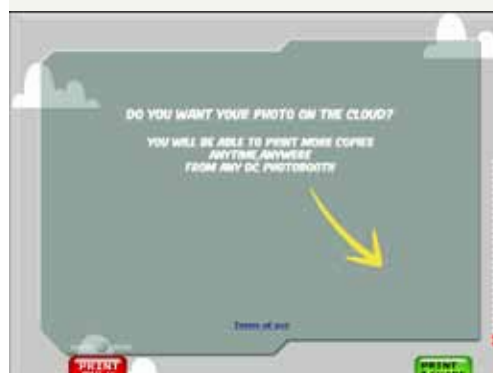 DO YOU WANT YOUR PHOTO ON THE CLOUD?
YOU WILL BE ABLE TO PRINT MORE COPIES
ANYTIME,ANYWERE
FROM ANY DC PHOTOBOOTH
Terms of use
PRINT
PRINT